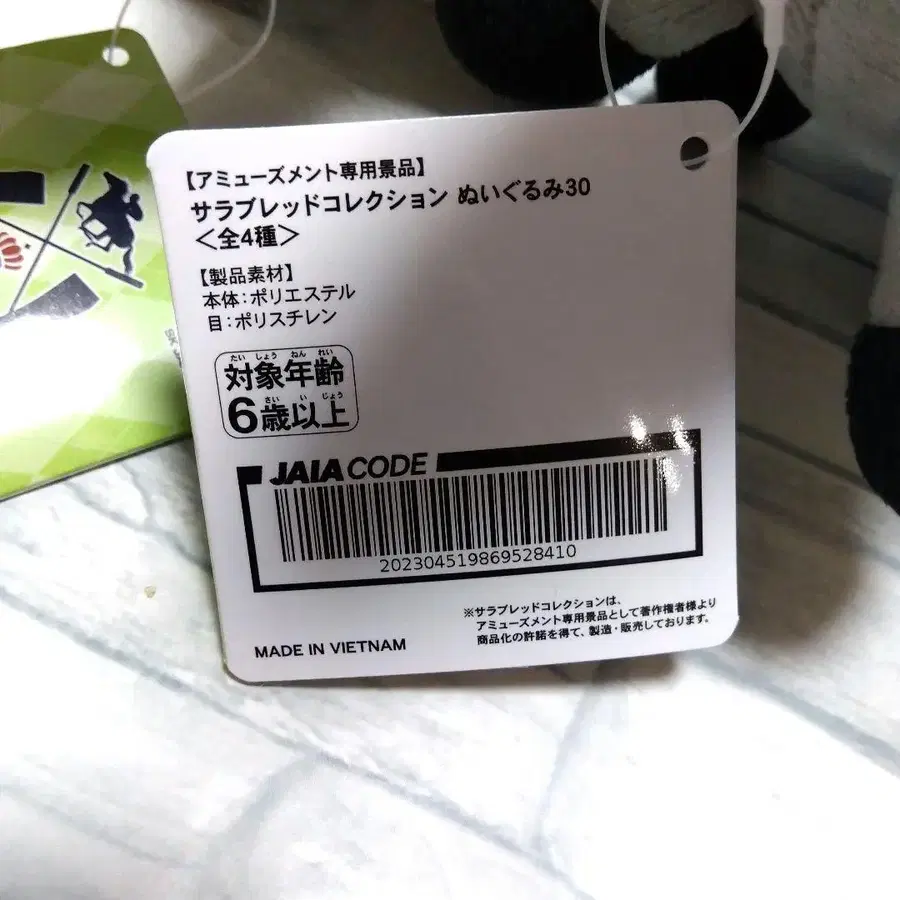 【アミューズメント専用景品】
サラブレッドコレクション ぬいぐるみ30
＜全4種＞
【製品素材】
本体：ポリエステル
目：ポリスチレン
たいしょうねんれい
対象年齢
さいいじょう
6歳以上
JAIA CODE
202304519869528410
※サラブレッドコレクションは、
アミューズメント専用景品として著作権者様より
商品化の許諾を得て、製造・販売しております。
MADE IN VIETNAM